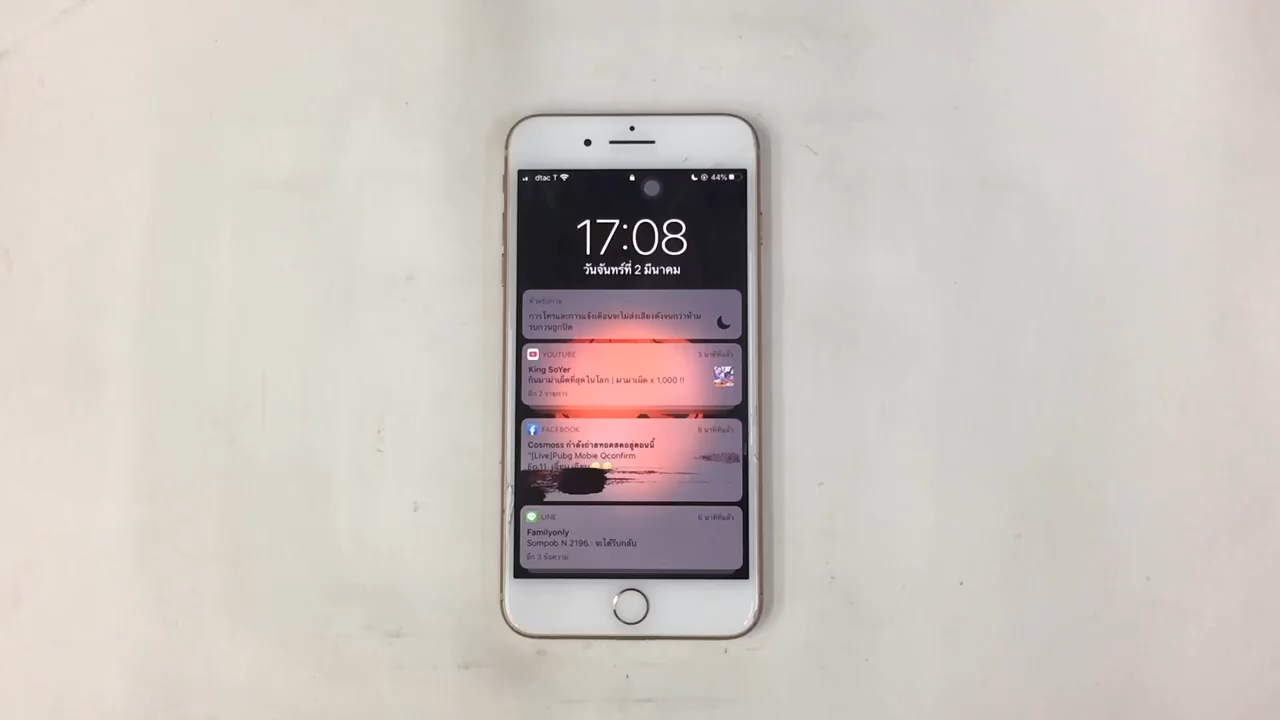 dtac T
44%
17:08
วันจันทร์ที่ 2 มีนาคม
ห้ามรบกวน
การโทรและการแจ้งเตือนจะไม่ส่งเสียงดังจนกว่าห้าม
รบกวนถูกปิด
YOUTUBE
3 นาทีที่แล้ว
King SoYer
กินมาม่าเผ็ดที่สุดในโลก | มาม่าเผ็ด x 1,000 !!
อีก 2 รายการ
FACEBOOK
6 นาทีที่แล้ว
Cosmoss กำลังถ่ายทอดสดอยู่ตอนนี้
"[Live]Pubg Mobie Qconfirm
Ep.11
LINE
6 นาทีที่แล้ว
Familyonly
Sompob N 2196.: จะได้รีบกลับ
อีก 3 ข้อความ